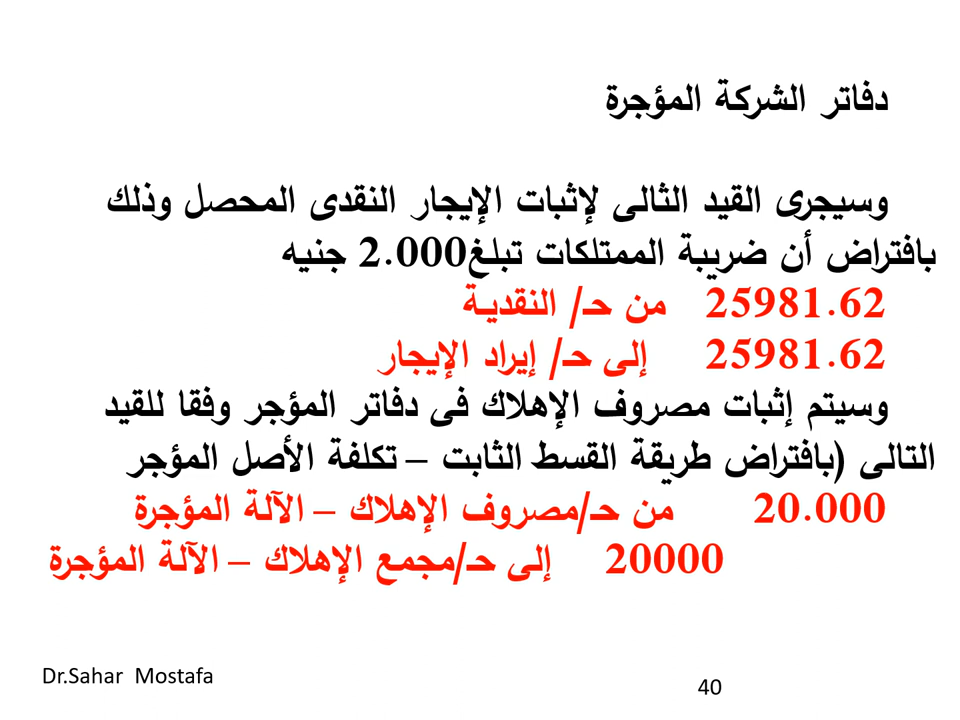 دفاتر الشركة المؤجرة
وسيجرى القيد الثالى لإثبات الإيجار النقدى المحصل وذلك
بافتراض أن ضريبة الممتلكات تبلغ2.000 جنيه
25981.62 من حـ/ النقدية
25981.62 إلى حـ/ إيراد الإيجار
وسيتم إثبات مصروف الإهلاك فى دفاتر المؤجر وفقا للقيد
التالى (بافتراض طريقة القسط الثابت – تكلفة الأصل المؤجر
20.000 من حـ/مصروف الإهلاك – الآلة المؤجرة
20000 إلى حـ/مجمع الإهلاك – الآلة المؤجرة
Dr.Sahar Mostafa
40